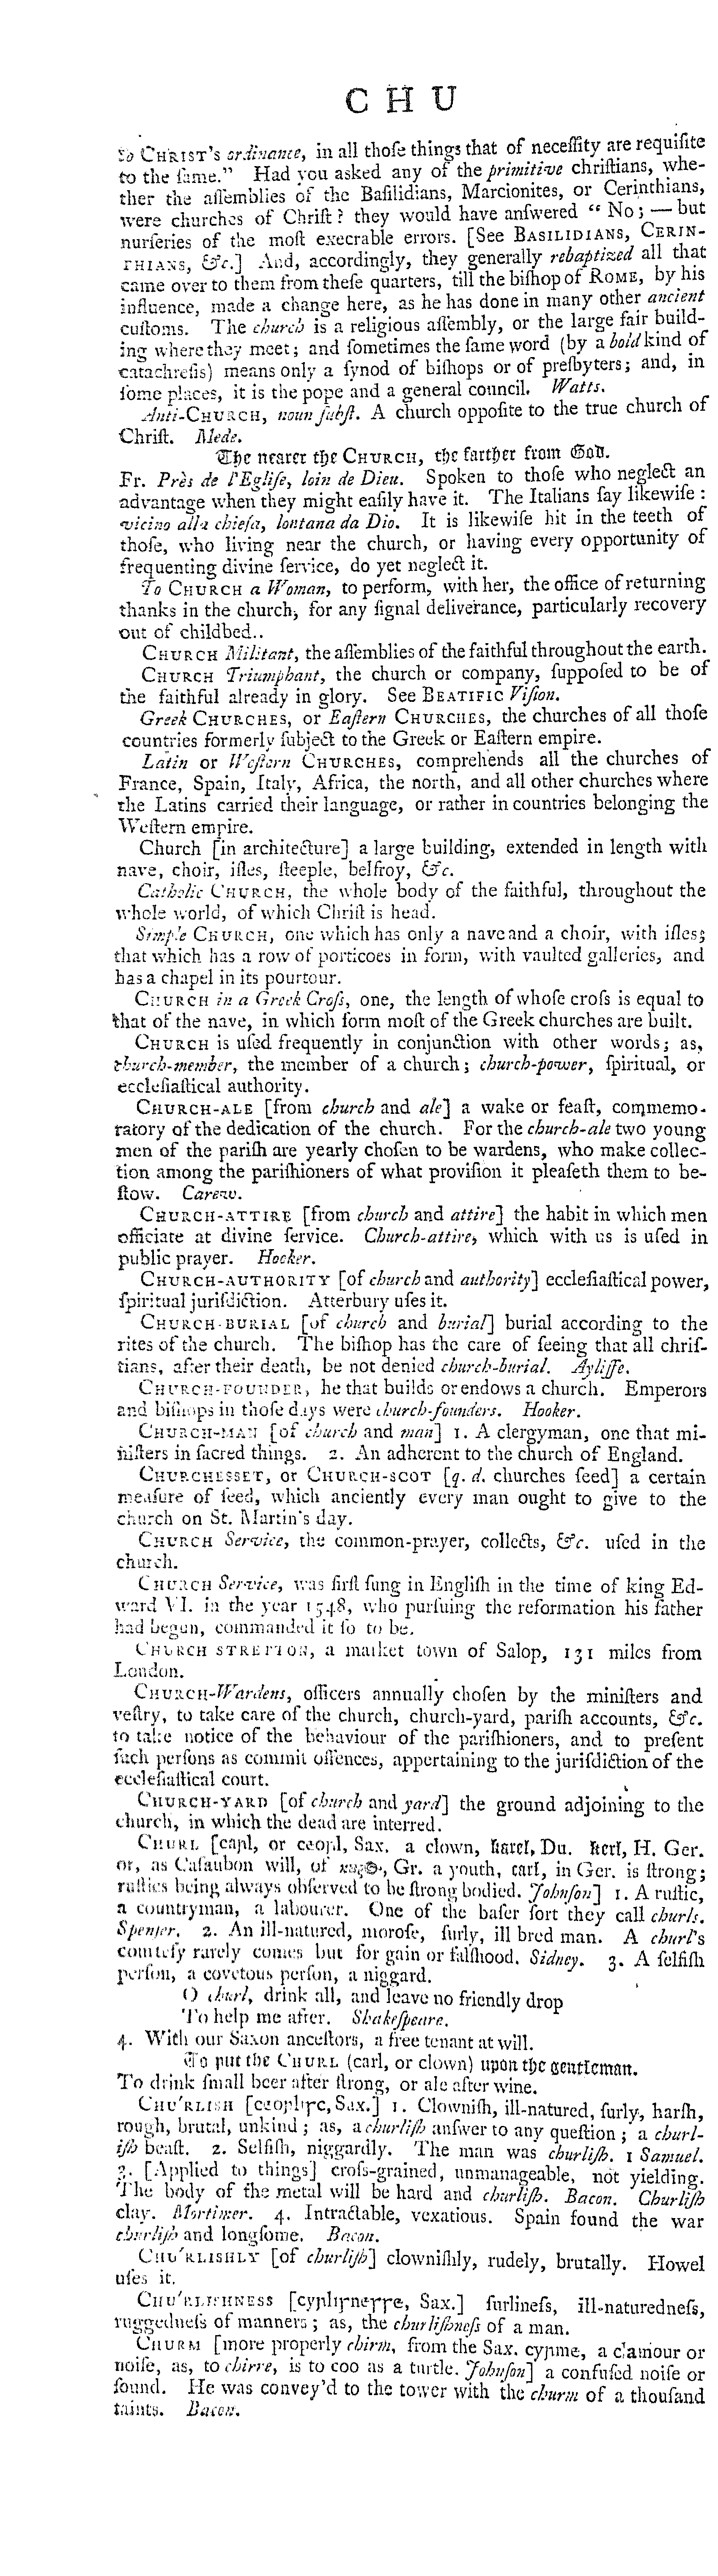 C H U
to CHRIST's ordinance, in all thoſe things that of neceſſity are requiſite
to the ſame." Had you asked any of the primitive chriſtians, whe-
ther the aſſemblies of the Baſilidians, Marcionites, or Cerinthians,
were churches of Chriſt? they would have anſwered " No; — but
nurſeries of the moſt execrable errors. [See BASILIDIANS, CERIN-
THIANS, &c.] And, accordingly, they generally rebaptized all that
came over to them from theſe quarters, till the biſhop of ROME, by his
influence, made a change here, as he has done in many other ancient
cuſtoms. The church is a religious aſſembly, or the large fair build-
ing where they meet; and ſometimes the ſame word (by a bold kind of
catachreſis) means only a ſynod of biſhops or of preſbyters; and, in
ſome places, it is the pope and a general council. Watts.
Anti-CHURCH, noun ſubſt. A church oppoſite to the true church of
Chriſt. Mede.
The nearer the CHURCH, the farther from God.
Fr. Près de l'Egliſe, loin de Dieu. Spoken to thoſe who neglect an
advantage when they might eaſily have it. The Italians ſay likewiſe:
vicino alla chieſa, lontana da Dio. It is likewiſe hit in the teeth of
thoſe, who living near the church, or having every opportunity of
frequenting divine ſervice, do yet neglect it.
To CHURCH a Woman, to perform, with her, the office of returning
thanks in the church, for any ſignal deliverance, particularly recovery
out of childbed..
CHURCH Militant, the aſſemblies of the faithful throughout the earth.
CHURCH Triumphant, the church or company, ſuppoſed to be of
the faithful already in glory. See BEATIFIC Viſion.
Greek CHURCHES, or Eaſtern CHURCHES, the churches of all thoſe
countries formerly ſubject to the Greek or Eaſtern empire.
Latin or Weſtern CHURCHES, comprehends all the churches of
France, Spain, Italy, Africa, the north, and all other churches where
the Latins carried their language, or rather in countries belonging the
Weſtern empire.
Church [in architecture] a large building, extended in length with
nave, choir, iſles, ſteeple, belfroy, &c.
Catholic CHURCH, the whole body of the faithful, throughout the
whole world, of which Chriſt is head.
Simple CHURCH, one which has only a nave and a choir, with iſles;
that which has a row of porticoes in form, with vaulted galleries, and
has a chapel in its pourtour.
CHURCH in a Greek Croſs, one, the length of whoſe croſs is equal to
that of the nave, in which form moſt of the Greek churches are built.
CHURCH is uſed frequently in conjunction with other words; as,
church-member, the member of a church; church-power, ſpiritual, or
eccleſiaſtical authority.
CHURCH-ALE [from church and ale] a wake or feaſt, commemo-
ratory of the dedication of the church. For the church-ale two young
men of the pariſh are yearly choſen to be wardens, who make collec-
tion among the pariſhioners of what proviſion it pleaſeth them to be-
ſtow. Carew.
CHURCH-ATTIRE [from church and attire] the habit in which men
officiate at divine ſervice. Church-attire, which with us is uſed in
public prayer. Hooker.
CHURCH-AUTHORITY [of church and authority] eccleſiaſtical power,
ſpiritual juriſdiction. Atterbury uſes it.
CHURCH-BURIAL [of church and burial] burial according to the
rites of the church. The biſhop has the care of ſeeing that all chriſ-
tians, after their death, be not denied church-burial. Ayliffe.
CHURCH-FOUNDER, he that builds or endows a church. Emperors
and biſhops in thoſe days were church-founders. Hooker.
CHURCH-MAN [of church and man] 1. A clergyman, one that mi-
niſters in ſacred things. 2. An adherent to the church of England.
CHURCHESSET, or CHURCH-SCOT [q. d. churches ſeed] a certain
meaſure of ſeed, which anciently every man ought to give to the
church on St. Martin's day.
CHURCH Service, the common-prayer, collects, &c. uſed in the
church.
CHURCH Service, was firſt ſung in Engliſh in the time of king Ed-
ward VI. in the year 1548, who purſuing the reformation his father
had begun, commanded it ſo to be.
CHURCH STRETTON, a market town of Salop, 131 miles from
London.
CHURCH-Wardens, officers annually choſen by the miniſters and
veſtry, to take care of the church, church-yard, pariſh accounts, &c.
to take notice of the behaviour of the pariſhioners, and to preſent
ſuch perſons as commit offences, appertaining to the juriſdiction of the
eccleſiaſtical court.
CHURCH-YARD [of church and yard] the ground adjoining to the
church, in which the dead are interred.
CHURL [caɲl, or ceoɲl, Sax. a clown, karel, Du. kerl, H. Ger.
or, as Caſaubon will, of Gr. a youth, carl, in Ger. is ſtrong;
ruſtics being always obſerved to be ſtrong bodied. Johnſon] 1. A ruſtic,
a countryman, a labourer. One of the baſer ſort they call churls.
Spenſer. 2. An ill-natured, moroſe, ſurly, ill bred man. A churl's
courteſy rarely comes but for gain or falſhood. Sidney. 3. A ſelfiſh
perſon, a covetous perſon, a niggard.
O churl, drink all, and leave no friendly drop
To help me after. Shakeſpeare.
4. With our Saxon anceſtors, a free tenant at will.
To put the CHURL (carl, or clown) upon the gentleman.
To drink ſmall beer after ſtrong, or ale after wine.
CHU'RLISH [ceoplırc, Sax.] 1. Clowniſh, ill-natured, ſurly, harſh,
rough, brutal, unkind; as, a churliſh anſwer to any queſtion; a churl-
iſh beaſt. 2. Selfiſh, niggardly. The man was churliſh. 1 Samuel.
3. [Applied to things] croſs-grained, unmanageable, not yielding.
The body of the metal will be hard and churliſh. Bacon. Churliſh
clay. Mortimer. 4. Intractable, vexatious. Spain found the war
churliſh and longſome. Bacon.
CHU'RLISHLY [of churliſh] clowniſhly, rudely, brutally. Howel
uſes it.
CHU'RLISHNESS [cyplırneɼɼe, Sax.] ſurlineſs, ill-naturedneſs,
ruggedneſs of manners; as, the churliſhneſs of a man.
CHURM [more properly chirm, from the Sax. cyɲme, a clamour or
noiſe, as, to chirre, is to coo as a turtle. Johnſon] a confuſed noiſe or
ſound. He was convey'd to the tower with the churm of a thouſand
taints. Bacon.